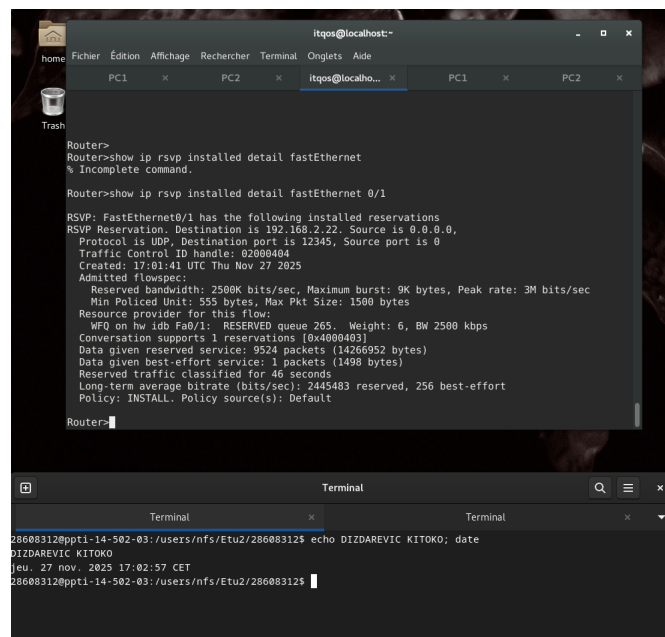 itqos@localhost:~
home
Fichier Édition Affichage Rechercher Terminal Onglets Aide
PC1 × PC2 × itqos@localho... × PC1 × PC2 ×
Trash
Router>
Router>show ip rsvp installed detail fastEthernet
% Incomplete command.
Router>show ip rsvp installed detail fastEthernet 0/1
RSVP: FastEthernet0/1 has the following installed reservations
RSVP Reservation. Destination is 192.168.2.22. Source is 0.0.0.0,
Protocol is UDP, Destination port is 12345, Source port is 0
Traffic Control ID handle: 02000404
Created: 17:01:41 UTC Thu Nov 27 2025
Admitted flowspec:
Reserved bandwidth: 2500K bits/sec, Maximum burst: 9K bytes, Peak rate: 3M bits/sec
Min Policed Unit: 555 bytes, Max Pkt Size: 1500 bytes
Resource provider for this flow:
WFQ on hw idb Fa0/1: RESERVED queue 265. Weight: 6, BW 2500 kbps
Conversation supports 1 reservations [0x4000403]
Data given reserved service: 9524 packets (14266952 bytes)
Data given best-effort service: 1 packets (1498 bytes)
Reserved traffic classified for 46 seconds
Long-term average bitrate (bits/sec): 2445483 reserved, 256 best-effort
Policy: INSTALL. Policy source(s): Default
Router>
Terminal
Terminal × Terminal ×
28608312@ppti-14-502-03:/users/nfs/Etu2/28608312$ echo DIZDAREVIC KITOKO; date
DIZDAREVIC KITOKO
jeu. 27 nov. 2025 17:02:57 CET
28608312@ppti-14-502-03:/users/nfs/Etu2/28608312$